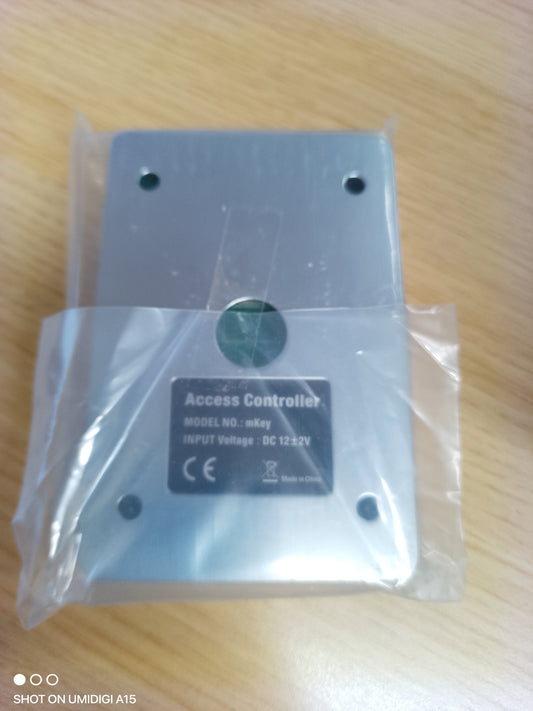 Access Controller
MODEL NO.: mKey
INPUT Voltage : DC 12±2V
CE
Made in China
SHOT ON UMIDIGI A15